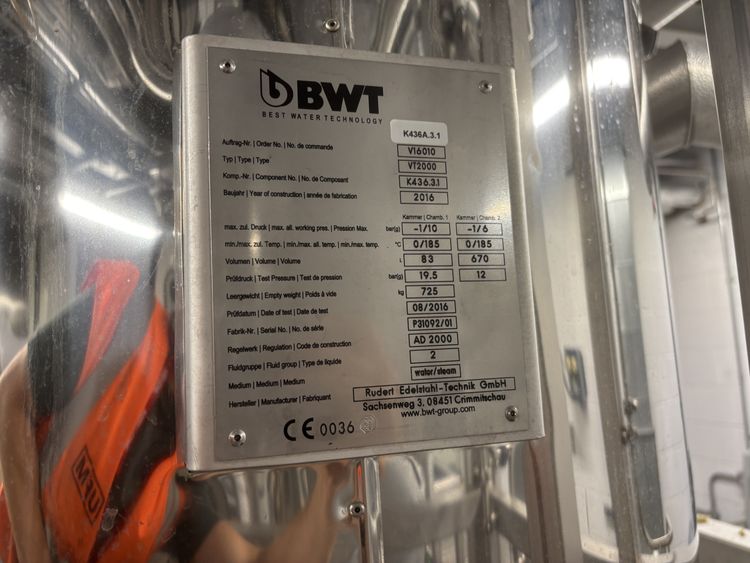 BWT
BEST WATER TECHNOLOGY
K436A.3.1
Auftrag-Nr. | Order No. | No. de commande V16010
Typ | Type | Type VT2000
Komp.-Nr. | Component No. | No. de Composant K436.3.1
Baujahr | Year of construction | année de fabrication 2016
Kammer | Chamb. 1 Kammer | Chamb. 2
max. zul. Druck | max. all. working pres. | Pression Max. bar(g) -1/10 -1/6
min./max. zul. Temp. | min./max. all. temp. | min./max. temp. °C 0/185 0/185
Volumen | Volume | Volume L 83 670
Prüfdruck | Test Pressure | Test de pression bar(g) 19.5 12
Leergewicht | Empty weight | Poids à vide kg 725
Prüfdatum | Date of test | Date de test 08/2016
Fabrik-Nr. | Serial No. | No. de série P31092/01
Regelwerk | Regulation | Code de construction AD 2000
Fluidgruppe | Fluid group | Type de liquide 2
Medium | Medium | Medium water/steam
Hersteller | Manufacturer | Fabriquant Rudert Edelstahl-Technik GmbH
Sachsenweg 3, 08451 Crimmitschau
www.bwt-group.com
CE 0036
MRU